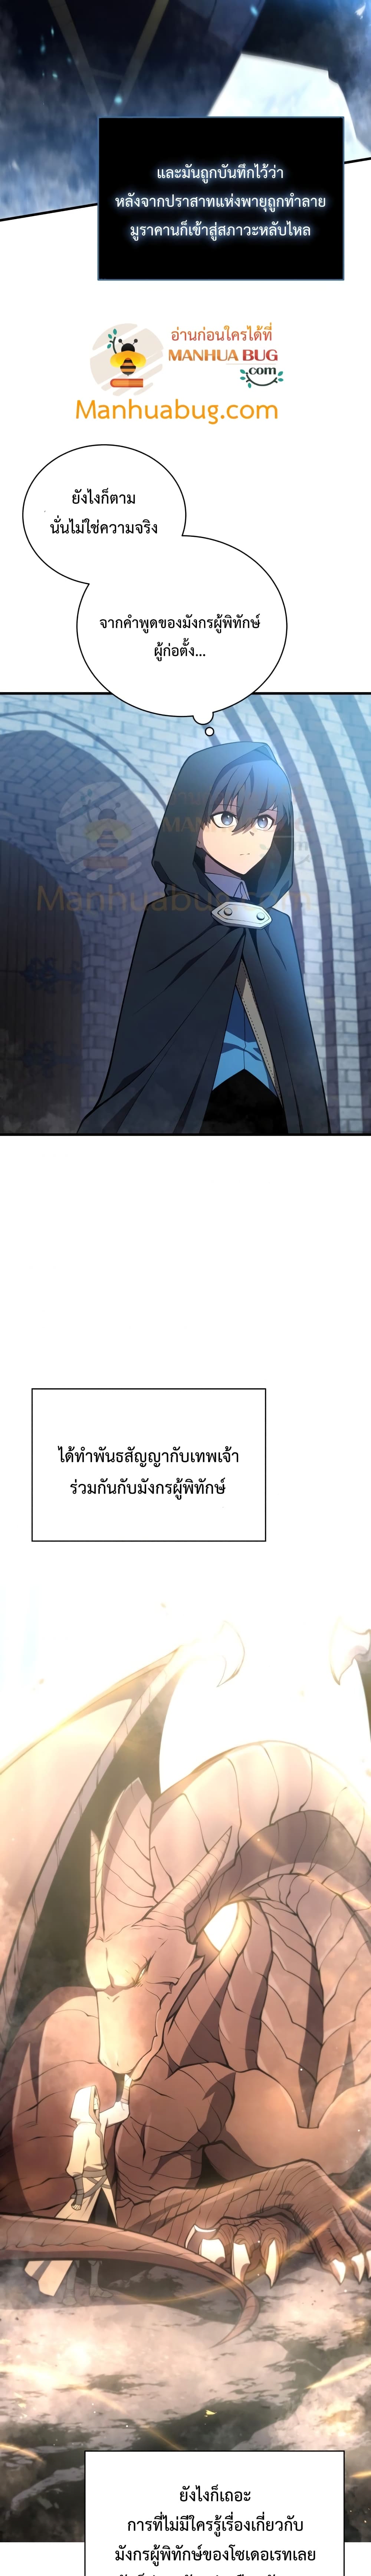 และมันถูกบันทึกไว้ว่า
หลังจากปราสาทแห่งพายุถูกทำลาย
มูราคานก็เข้าสู่สภาวะหลับไหล
อ่านก่อนใครได้ที่
MANHUA BUG
.com
Manhuabug.com
ยังไงก็ตาม
นั่นไม่ใช่ความจริง
จากคำพูดของมังกรผู้พิทักษ์
ผู้ก่อตั้ง...
Manhuabug.com
ได้ทำพันธสัญญากับเทพเจ้า
ร่วมกันกับมังกรผู้พิทักษ์
ยังไงก็เถอะ
การที่ไม่มีใครรู้เรื่องเกี่ยวกับ
มังกรผู้พิทักษ์ของโซเดอเรทเลย